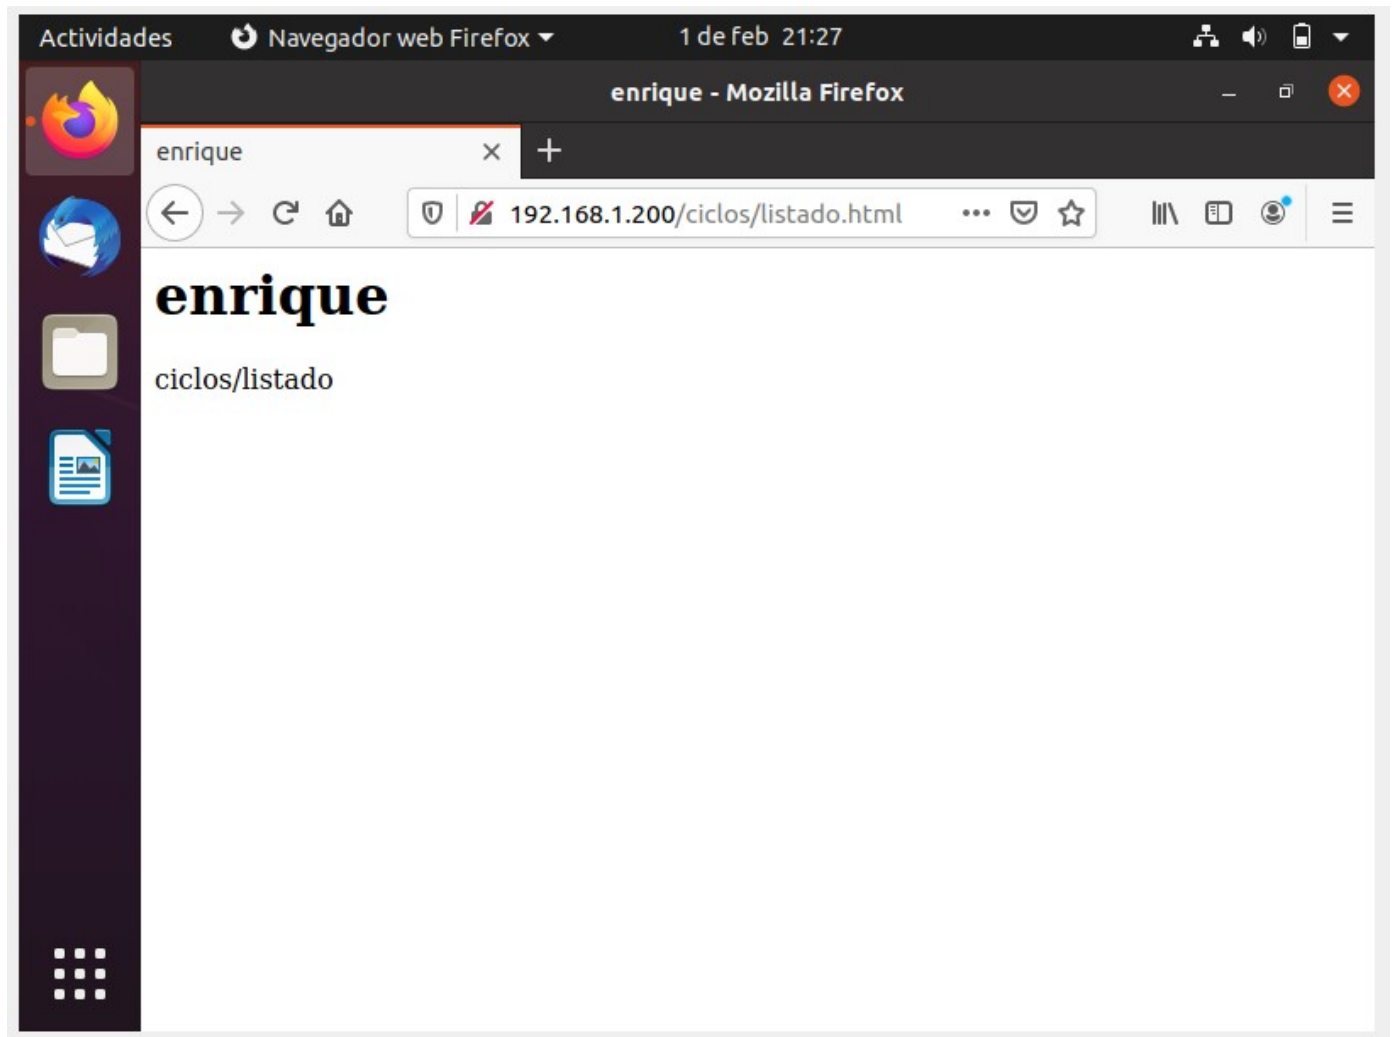 Actividades Navegador web Firefox 1 de feb 21:27
enrique - Mozilla Firefox
enrique
192.168.1.200/ciclos/listado.html
enrique
ciclos/listado